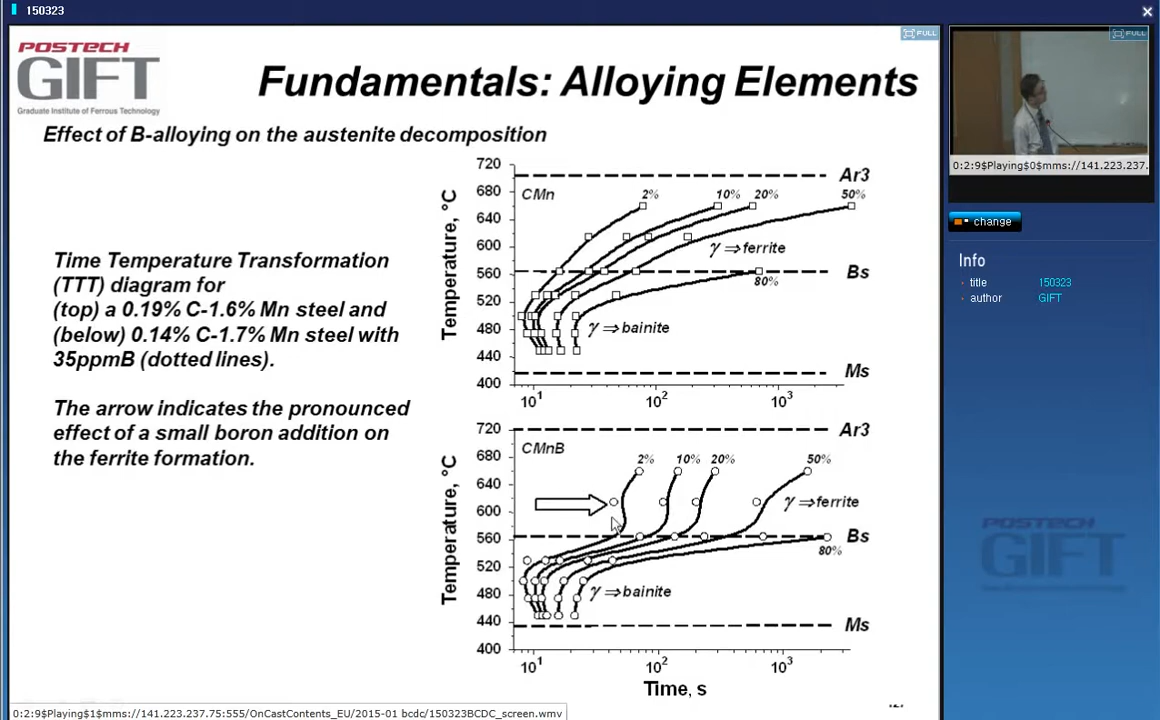 150323
POSTECH
GIFT
Graduate Institute of Ferrous Technology
Fundamentals: Alloying Elements
Effect of B-alloying on the austenite decomposition
Time Temperature Transformation
(TTT) diagram for
(top) a 0.19% C-1.6% Mn steel and
(below) 0.14% C-1.7% Mn steel with
35ppmB (dotted lines).
The arrow indicates the pronounced
effect of a small boron addition on
the ferrite formation.
Temperature, °C
720
680
640
600
560
520
480
440
400
CMn
2%
10%
20%
50%
Ar3
γ ⇒ ferrite
Bs
80%
γ ⇒ bainite
Ms
10¹
10²
10³
Temperature, °C
720
680
640
600
560
520
480
440
400
CMnB
2%
10%
20%
50%
Ar3
γ ⇒ ferrite
Bs
80%
γ ⇒ bainite
Ms
10¹
10²
10³
Time, s
0:2:9$Playing$1$mms://141.223.237.75:555/OnCastContents_EU/2015-01 bcdc/150323BCDC_screen.wmv
FULL
FULL
0:2:9$Playing$0$mms://141.223.237.
change
Info
title 150323
author GIFT
POSTECH
GIFT